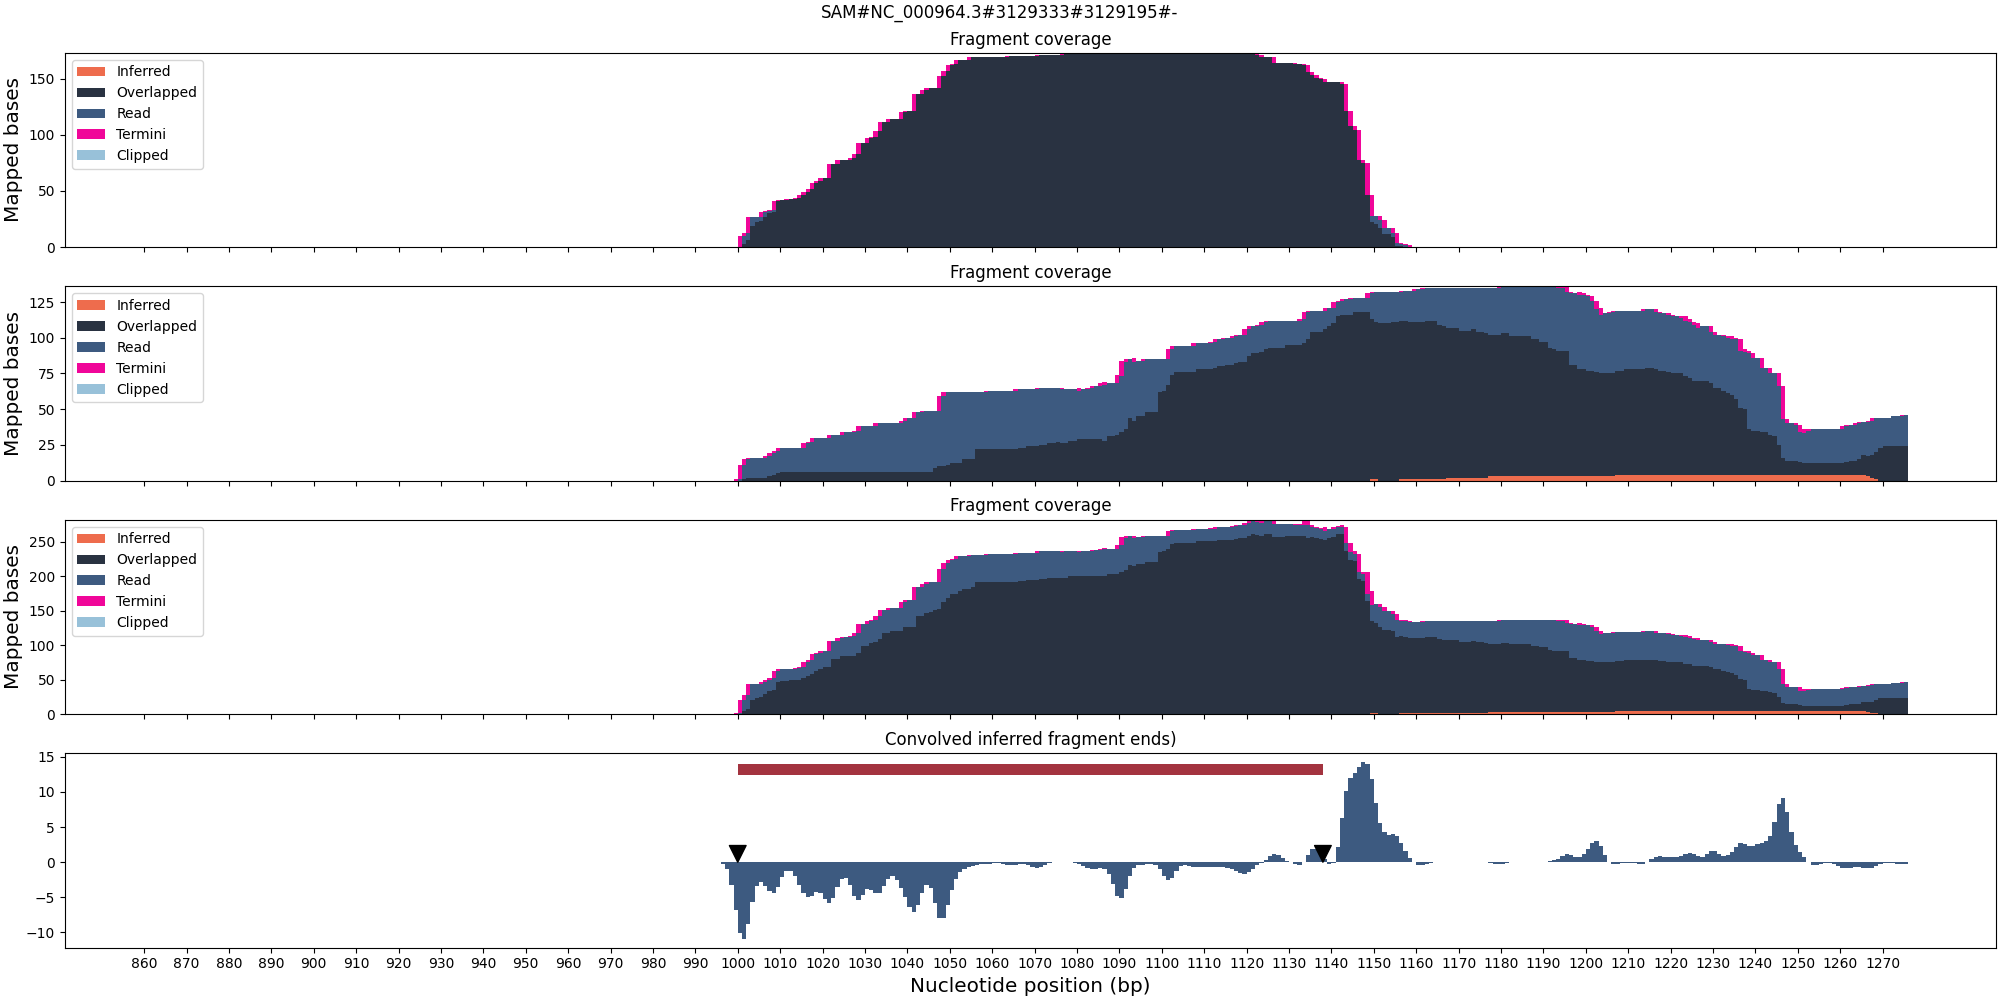 SAM#NC_000964.3#3129333#3129195#-
Fragment coverage
Mapped bases
150
100
50
0
Inferred
Overlapped
Read
Termini
Clipped
Fragment coverage
Mapped bases
125
100
75
50
25
0
Inferred
Overlapped
Read
Termini
Clipped
Fragment coverage
Mapped bases
250
200
150
100
50
0
Inferred
Overlapped
Read
Termini
Clipped
Convolved inferred fragment ends)
15
10
5
0
−5
−10
860 870 880 890 900 910 920 930 940 950 960 970 980 990 1000 1010 1020 1030 1040 1050 1060 1070 1080 1090 1100 1110 1120 1130 1140 1150 1160 1170 1180 1190 1200 1210 1220 1230 1240 1250 1260 1270
Nucleotide position (bp)